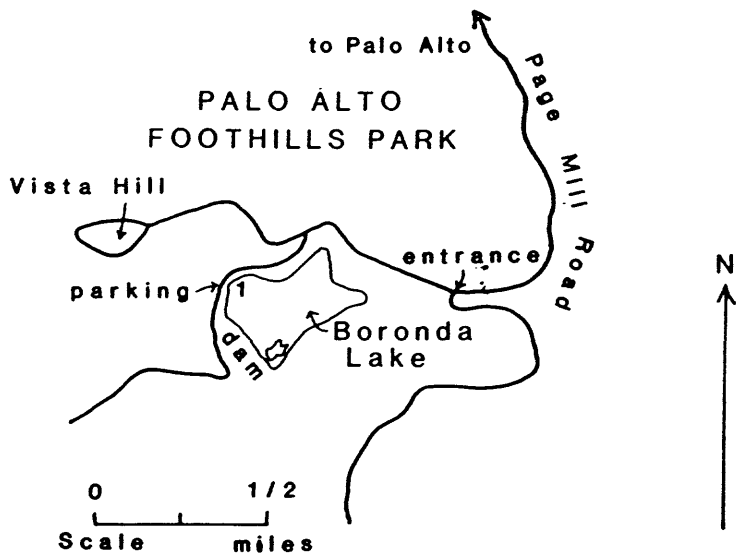 to Palo Alto
Page Mill Road
PALO ALTO
FOOTHILLS PARK
Vista Hill
entrance
N
parking
1
Boronda
Lake
dam
0 1/2
Scale miles